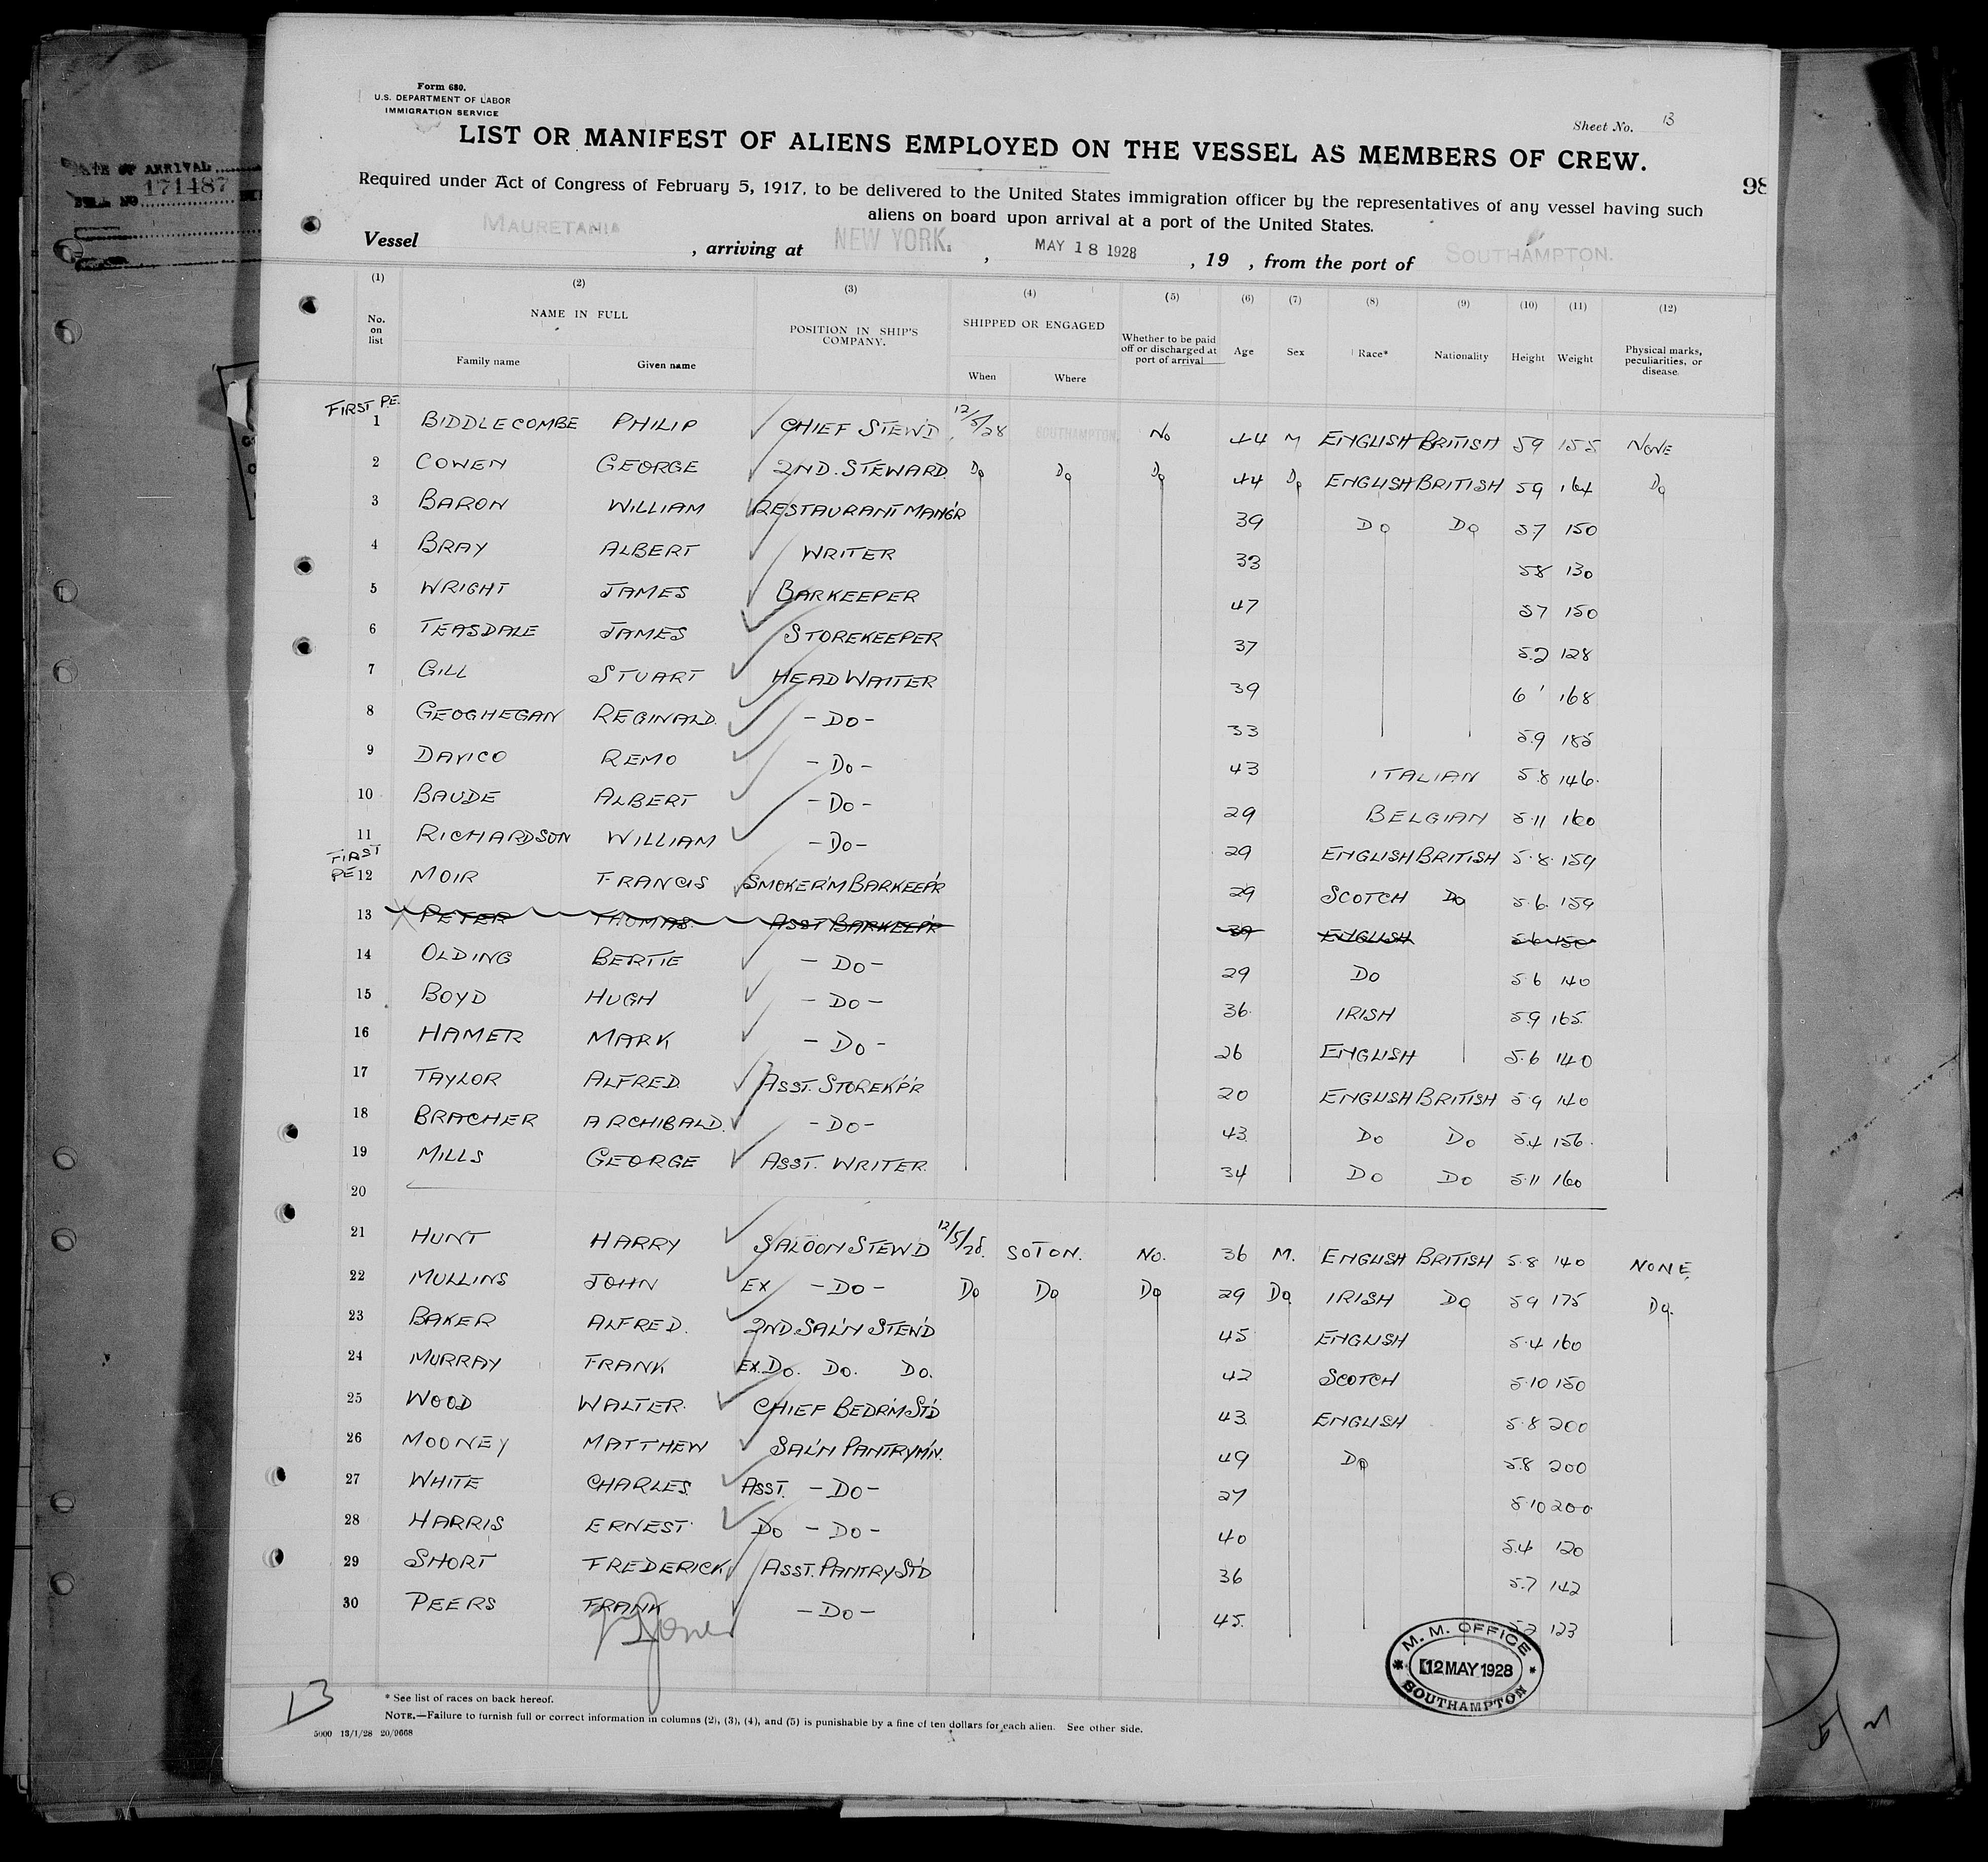 Form 680.
U.S. DEPARTMENT OF LABOR
IMMIGRATION SERVICE
Sheet No. 13
LIST OR MANIFEST OF ALIENS EMPLOYED ON THE VESSEL AS MEMBERS OF CREW.
98
Required under Act of Congress of February 5, 1917, to be delivered to the United States immigration officer by the representatives of any vessel having such
aliens on board upon arrival at a port of the United States.
Vessel MAURETANIA, arriving at NEW YORK., MAY 18 1928, 19 , from the port of SOUTHAMPTON.
ARRIVAL
171487
(1) (2) (3) (4) (5) (6) (7) (8) (9) (10) (11) (12)
No. on list NAME IN FULL POSITION IN SHIP'S COMPANY. SHIPPED OR ENGAGED Whether to be paid off or discharged at port of arrival Age Sex Race* Nationality Height Weight Physical marks, peculiarities, or disease.
Family name Given name When Where
FIRST P.E.
1 BIDDLECOMBE PHILIP CHIEF STEW'D 12/5/28 SOUTHAMPTON. No 44 M ENGLISH BRITISH 59 155 NONE
2 COWEN GEORGE 2ND. STEWARD. Do Do Do 44 Do ENGLISH BRITISH 59 164 Do
3 BARON WILLIAM RESTAURANT MAN'G'R 39 Do Do 57 150
4 BRAY ALBERT WRITER 33 58 130
5 WRIGHT JAMES BARKEEPER 47 57 150
6 TEASDALE JAMES STOREKEEPER 37 5.2 128
7 GILL STUART HEAD WAITER 39 6' 168
8 GEOGHEGAN REGINALD. - Do - 33 5.9 185
9 DAVICO REMO - Do - 43 ITALIAN 5.8 146.
10 BAUDE ALBERT - Do - 29 BELGIAN 5.11 160
11 RICHARDSON WILLIAM - Do - 29 ENGLISH BRITISH 5.8. 159
FIRST
PE 12 MOIR FRANCIS SMOKER'M BARKEEP'R 29 SCOTCH Do 5.6. 159
13 PETER THOMAS. ASST BARKEEP'R 39 ENGLISH 5.6 150
14 OLDING BERTIE - Do - 29 Do 5.6 140
15 BOYD HUGH - Do - 36. IRISH 5.9 165.
16 HAMER MARK - Do - 26 ENGLISH 5.6 140
17 TAYLOR ALFRED. ASST. STOREK'P'R 20 ENGLISH BRITISH 5.9 140
18 BRACHER ARCHIBALD. - Do - 43. Do Do 5.4 156.
19 MILLS GEORGE ASST. WRITER. 34 Do Do 5.11 160
20
21 HUNT HARRY SALOON STEW'D 12/5/28. SOTON. No. 36 M. ENGLISH BRITISH 5.8 140 NONE.
22 MULLINS JOHN EX - Do - Do Do Do 29 Do. IRISH Do 59 175 Do.
23 BAKER ALFRED. 2ND SAL'N STEW'D 45 ENGLISH 5.4 160
24 MURRAY FRANK EX. Do. Do. Do. 42 SCOTCH 5.10 150
25 WOOD WALTER. CHIEF BEDR'M ST'D 43. ENGLISH 5.8 200
26 MOONEY MATTHEW SAL'N PANTRYM'N. 49 Do 5.8 200
27 WHITE CHARLES. ASST. - Do - 27 5.10 200
28 HARRIS ERNEST Do - Do - 40 5.4 120
29 SHORT FREDERICK ASST. PANTRY ST'D 36 5.7 142
30 PEERS FRANK - Do - 45. 123
M. M. OFFICE
12 MAY 1928
SOUTHAMPTON
13
* See list of races on back hereof.
NOTE.—Failure to furnish full or correct information in columns (2), (3), (4), and (5) is punishable by a fine of ten dollars for each alien. See other side.
5000 13/1/28 20/9668